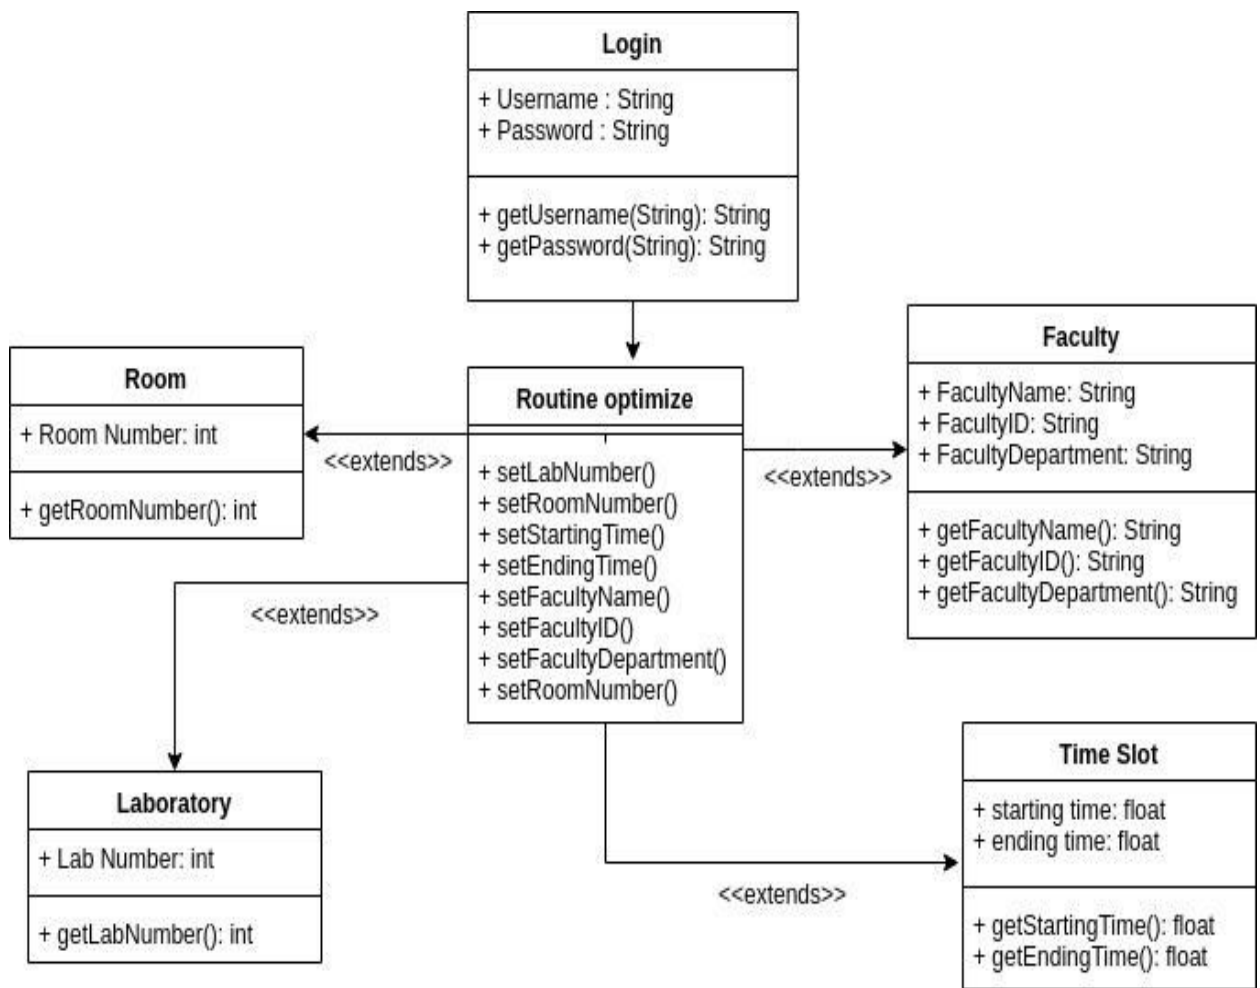 Login
+ Username : String
+ Password : String
+ getUsername(String): String
+ getPassword(String): String
Room
+ Room Number: int
+ getRoomNumber(): int
<<extends>>
Routine optimize
+ setLabNumber()
+ setRoomNumber()
+ setStartingTime()
+ setEndingTime()
+ setFacultyName()
+ setFacultyID()
+ setFacultyDepartment()
+ setRoomNumber()
<<extends>>
Faculty
+ FacultyName: String
+ FacultyID: String
+ FacultyDepartment: String
+ getFacultyName(): String
+ getFacultyID(): String
+ getFacultyDepartment(): String
<<extends>>
Laboratory
+ Lab Number: int
+ getLabNumber(): int
<<extends>>
Time Slot
+ starting time: float
+ ending time: float
+ getStartingTime(): float
+ getEndingTime(): float